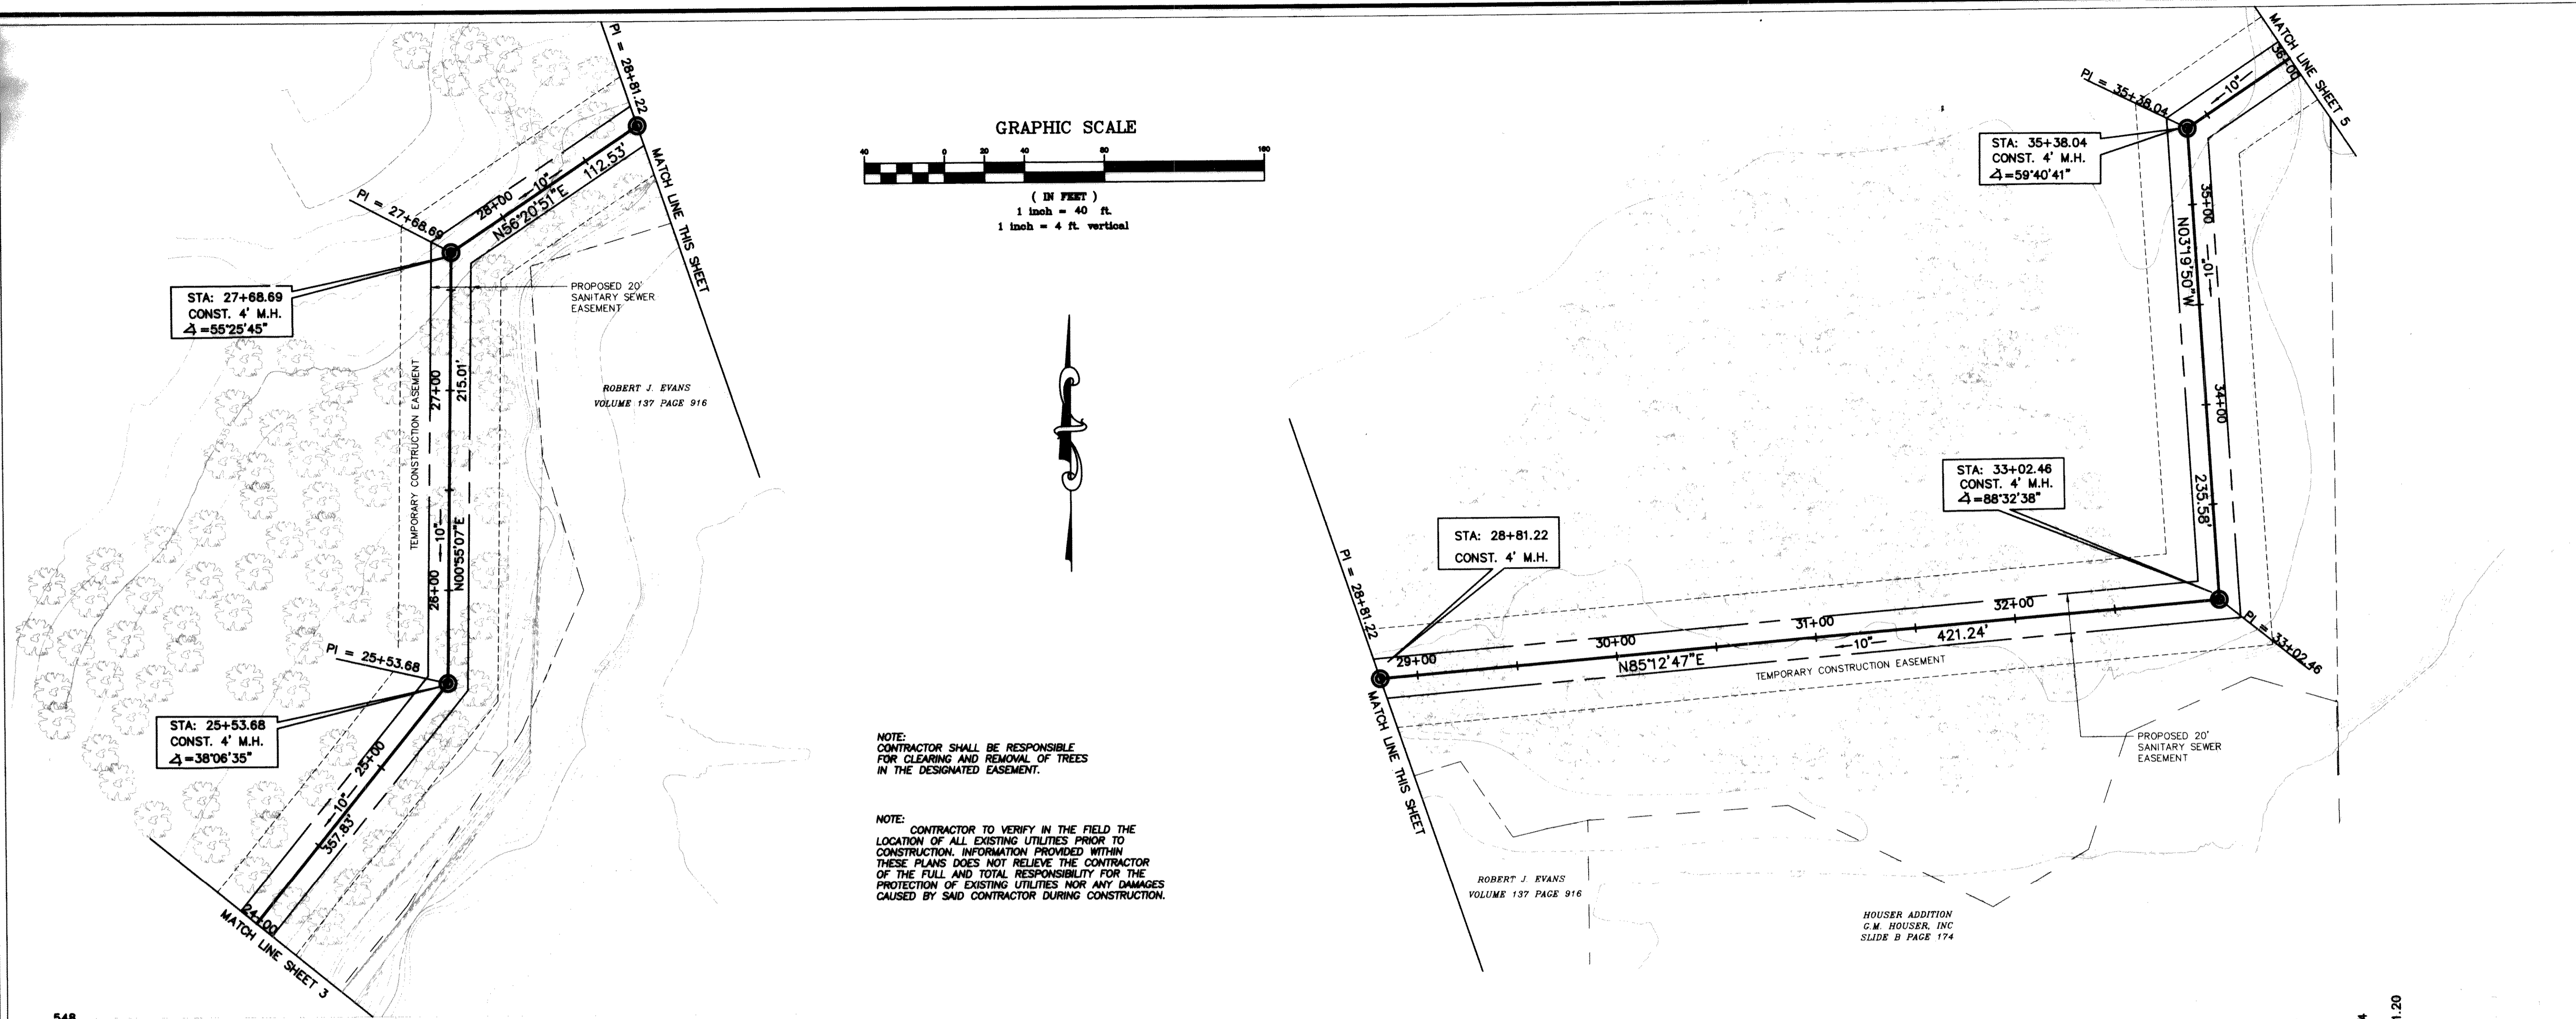 PI = 28+81.22
MATCH LINE THIS SHEET
PI = 27+68.69
28+00
10"
112.53'
N56°20'51"E
STA: 27+68.69
CONST. 4' M.H.
∆=55°25'45"
PROPOSED 20'
SANITARY SEWER
EASEMENT
TEMPORARY CONSTRUCTION EASEMENT
27+00
215.01'
ROBERT J. EVANS
VOLUME 137 PAGE 916
10"
26+00
N00°55'07"E
PI = 25+53.68
STA: 25+53.68
CONST. 4' M.H.
∆=38°06'35"
25+00
10"
357.83'
24+00
MATCH LINE SHEET 3
548
GRAPHIC SCALE
40 0 20 40 80 160
( IN FEET )
1 inch = 40 ft.
1 inch = 4 ft. vertical
NOTE:
CONTRACTOR SHALL BE RESPONSIBLE
FOR CLEARING AND REMOVAL OF TREES
IN THE DESIGNATED EASEMENT.
NOTE:
CONTRACTOR TO VERIFY IN THE FIELD THE
LOCATION OF ALL EXISTING UTILITIES PRIOR TO
CONSTRUCTION. INFORMATION PROVIDED WITHIN
THESE PLANS DOES NOT RELIEVE THE CONTRACTOR
OF THE FULL AND TOTAL RESPONSIBILITY FOR THE
PROTECTION OF EXISTING UTILITIES NOR ANY DAMAGES
CAUSED BY SAID CONTRACTOR DURING CONSTRUCTION.
MATCH LINE SHEET 5
36+00
10"
PI = 35+38.04
STA: 35+38.04
CONST. 4' M.H.
∆=59°40'41"
35+00
N03°19'50"W
10"
34+00
235.58'
STA: 33+02.46
CONST. 4' M.H.
∆=88°32'38"
STA: 28+81.22
CONST. 4' M.H.
PI = 28+81.22
29+00
30+00
31+00
32+00
N85°12'47"E
10"
421.24'
TEMPORARY CONSTRUCTION EASEMENT
PI = 33+02.46
MATCH LINE THIS SHEET
PROPOSED 20'
SANITARY SEWER
EASEMENT
ROBERT J. EVANS
VOLUME 137 PAGE 916
HOUSER ADDITION
G.M. HOUSER, INC
SLIDE B PAGE 174
1.20